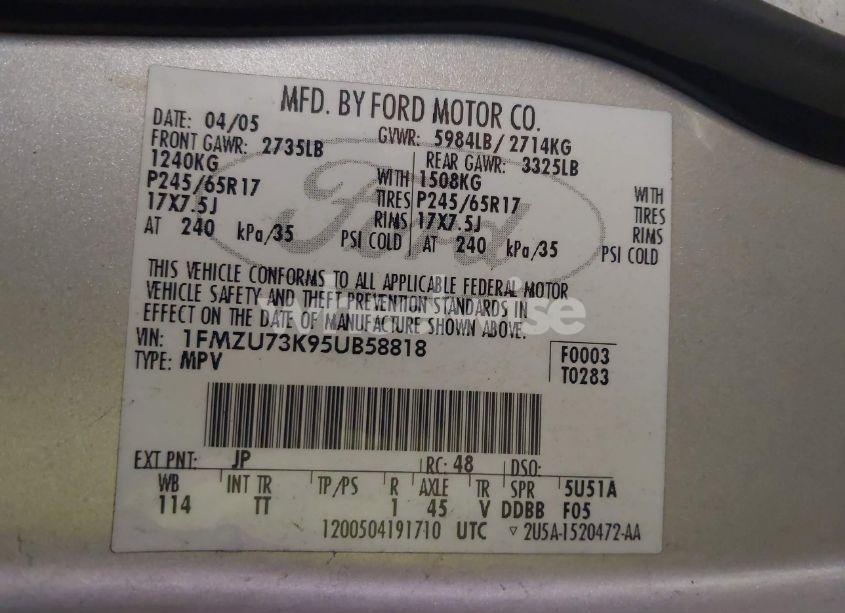 MFD. BY FORD MOTOR CO.
DATE: 04/05 GVWR: 5984LB/2714KG
FRONT GAWR: 2735LB REAR GAWR: 3325LB
1240KG WITH 1508KG WITH
P245/65R17 TIRES P245/65R17 TIRES
17X7.5J RIMS 17X7.5J RIMS
AT 240 kPa/35 PSI COLD AT 240 kPa/35 PSI COLD
Ford
THIS VEHICLE CONFORMS TO ALL APPLICABLE FEDERAL MOTOR
VEHICLE SAFETY AND THEFT PREVENTION STANDARDS IN
EFFECT ON THE DATE OF MANUFACTURE SHOWN ABOVE.
VIN: 1FMZU73K95UB58818 F0003
TYPE: MPV T0283
EXT PNT: JP RC: 48 DSO:
WB INT TR TP/PS R AXLE TR SPR 5U51A
114 TT 1 45 V DDBB F05
1200504191710 UTC ▽ 2U5A-1520472-AA